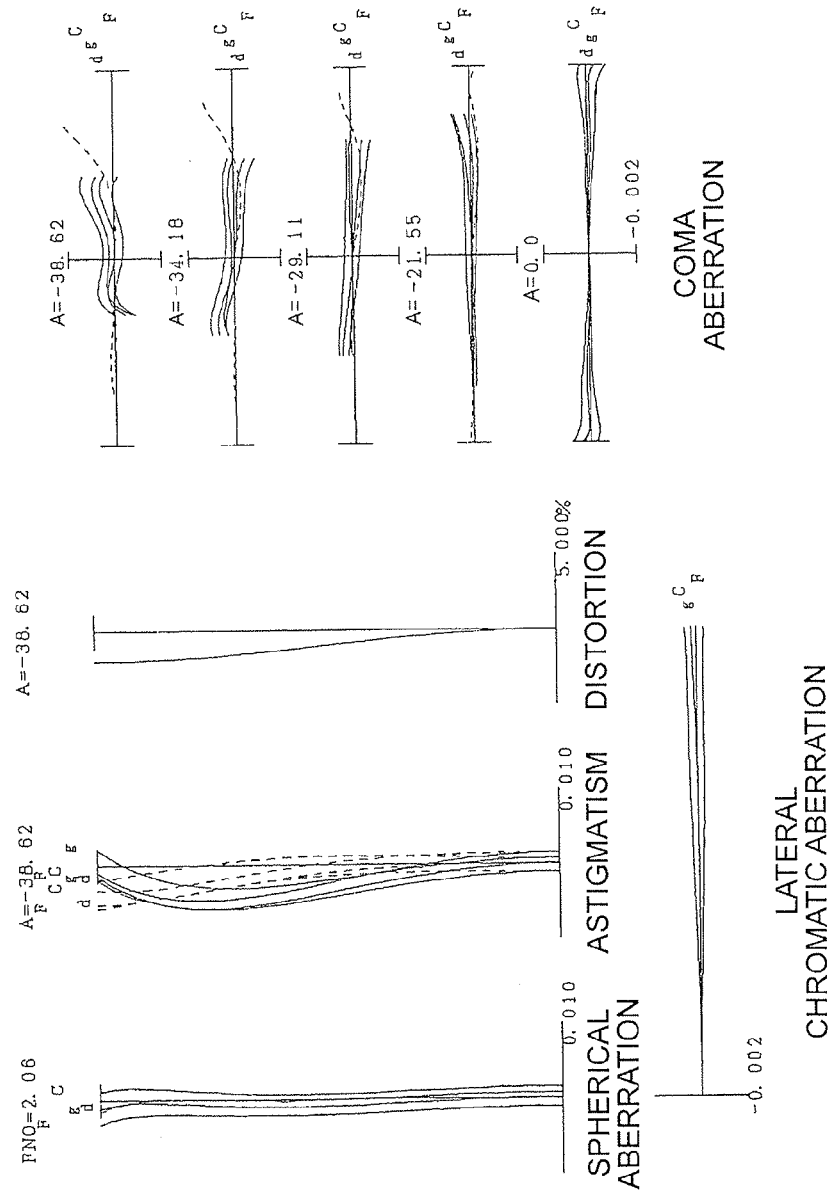 FNO=2. 06
F
g
d
C
0. 010
SPHERICAL
ABERRATION
A=-38. 62
F
F
C
C
d
g
d
g
0. 010
ASTIGMATISM
A=-38. 62
5. 000%
DISTORTION
g C F
-0. 002
LATERAL
CHROMATIC ABERRATION
A=-38. 62
d g C F
A=-34. 18
d g C F
A=-29. 11
d g C F
A=-21. 55
d g C F
A=0. 0
d g C F
-0. 002
COMA
ABERRATION